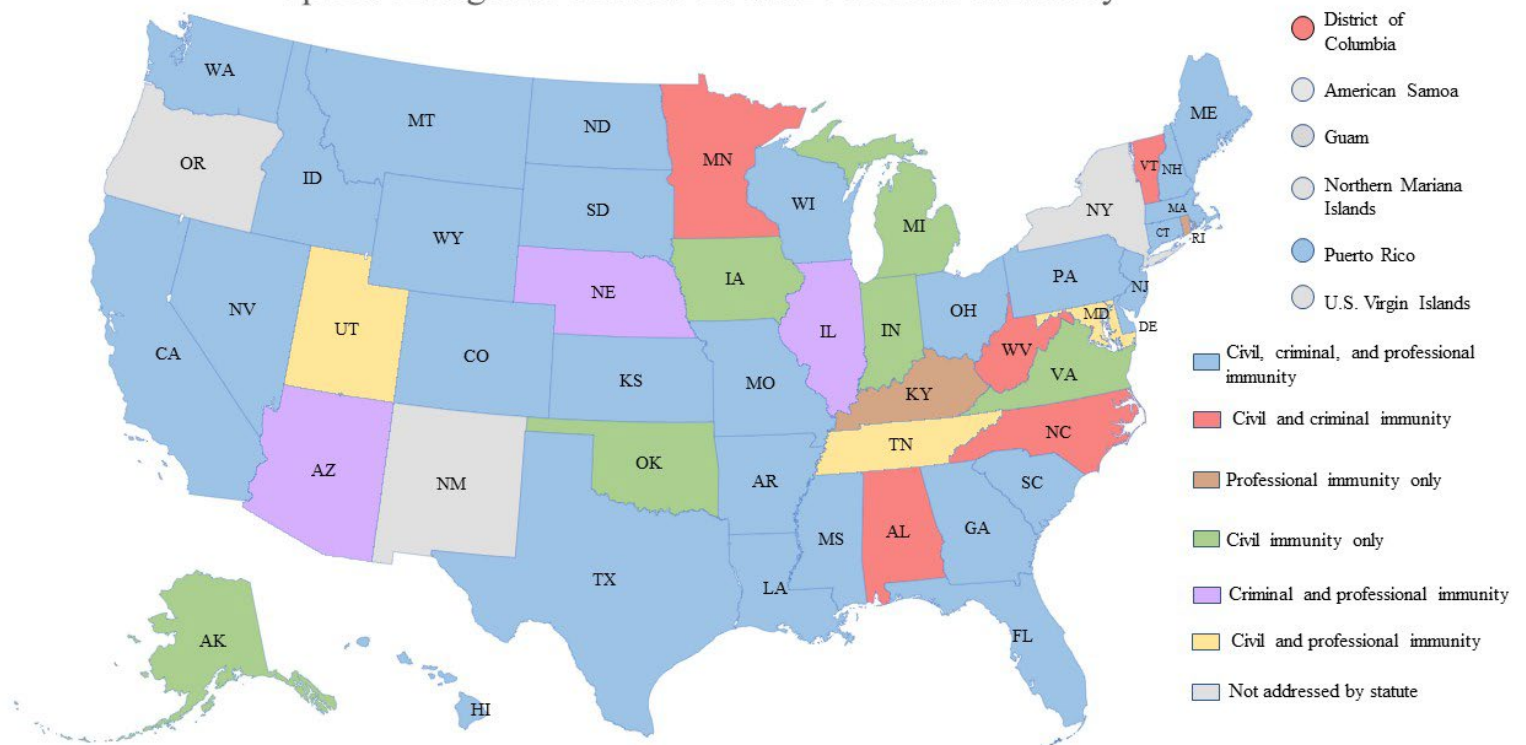 District of
Columbia
American Samoa
Guam
Northern Mariana
Islands
Puerto Rico
U.S. Virgin Islands
Civil, criminal, and professional
immunity
Civil and criminal immunity
Professional immunity only
Civil immunity only
Criminal and professional immunity
Civil and professional immunity
Not addressed by statute
WA
MT
ND
MN
OR
ID
WY
SD
WI
MI
NY
VT
NH
ME
MA
CT
RI
NE
IA
PA
NJ
NV
UT
CO
IL
IN
OH
MD
DE
CA
KS
MO
WV
VA
KY
AZ
NM
OK
AR
TN
NC
SC
TX
LA
MS
AL
GA
FL
AK
HI